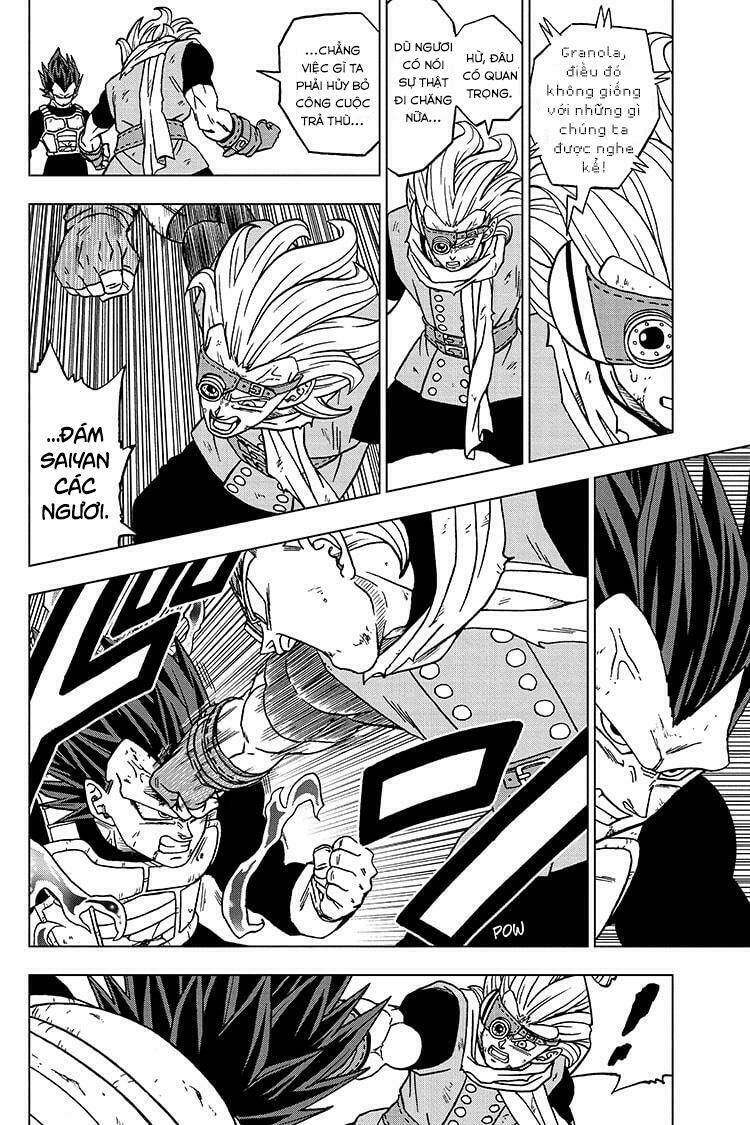 Granola,
điều đó
không giống
với những gì
chúng ta
được nghe
kể!
HỪ, ĐÂU
CÓ QUAN
TRỌNG.
DÙ NGƯƠI
CÓ NÓI
SỰ THẬT
ĐI CHĂNG
NỮA...
...CHẲNG
VIỆC GÌ TA
PHẢI HỦY BỎ
CÔNG CUỘC
TRẢ THÙ...
...ĐÁM
SAIYAN
CÁC
NGƯƠI.
POW